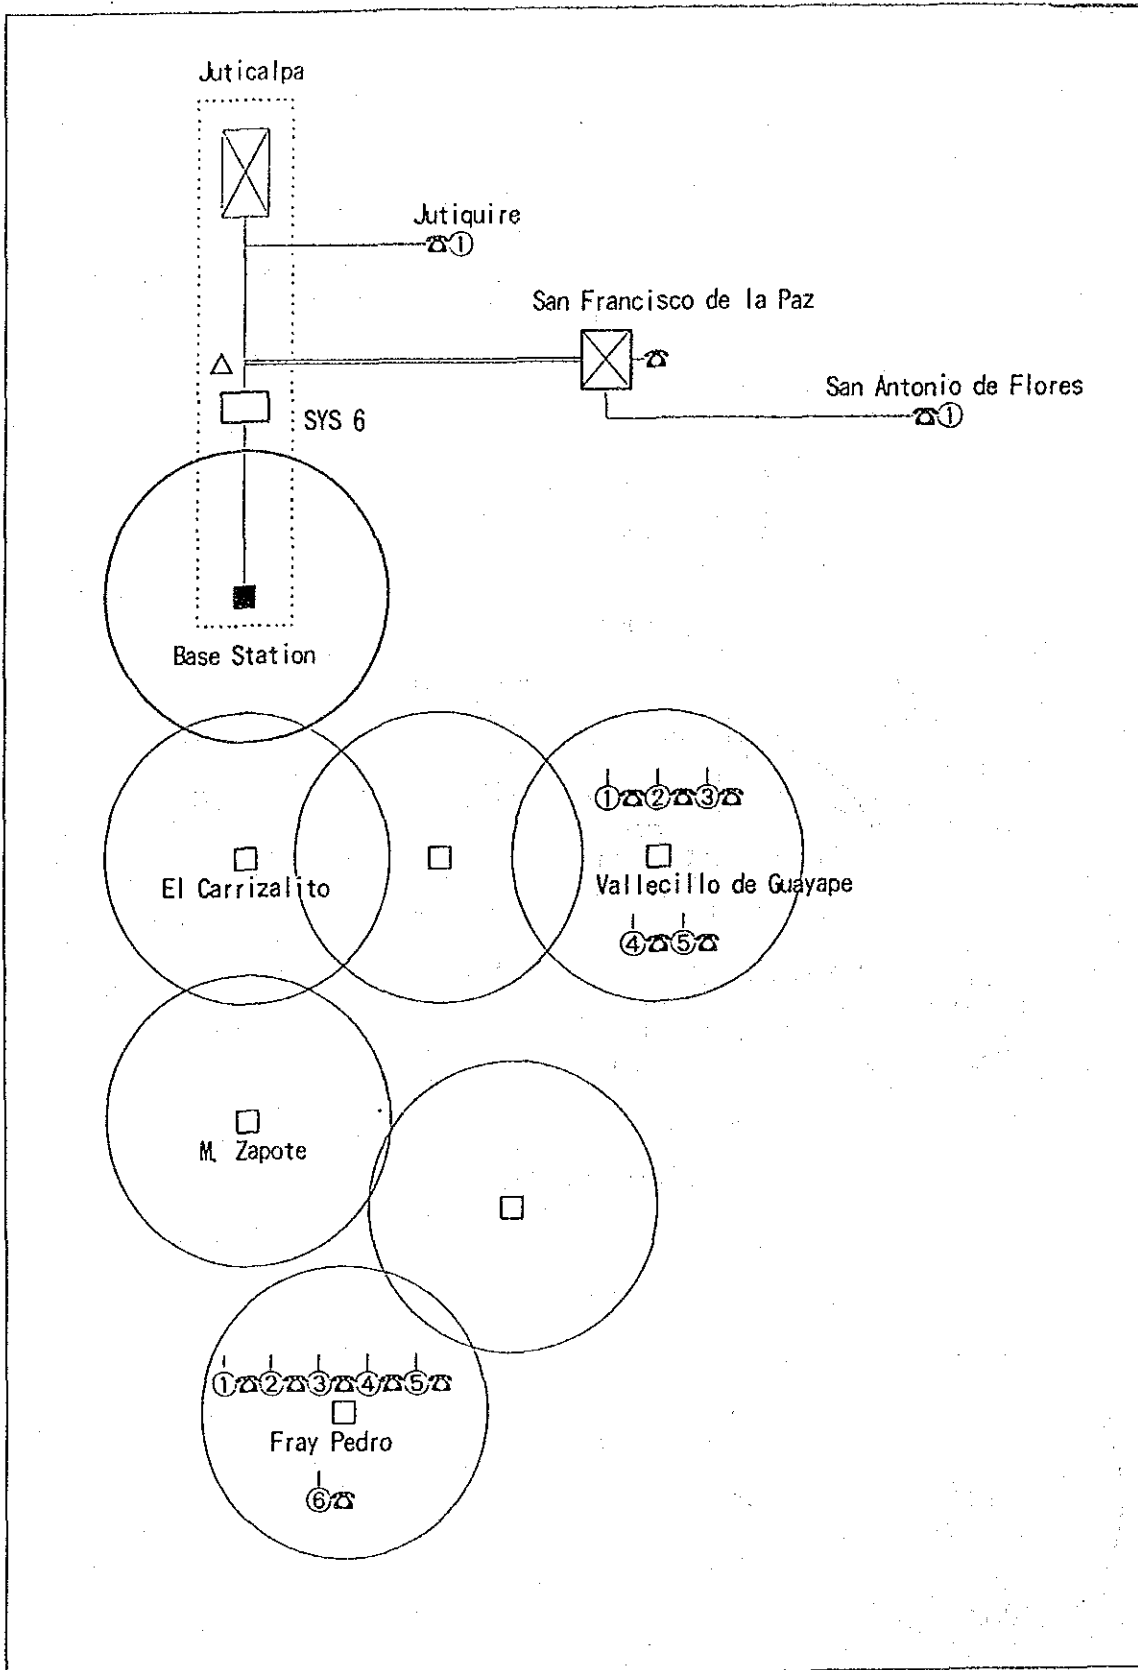 Juticalpa
Jutiquire
①
San Francisco de la Paz
San Antonio de Flores
①
SYS 6
Base Station
① ② ③
El Carrizalito
Vallecillo de Guayape
④ ⑤
M. Zapote
① ② ③ ④ ⑤
Fray Pedro
⑥